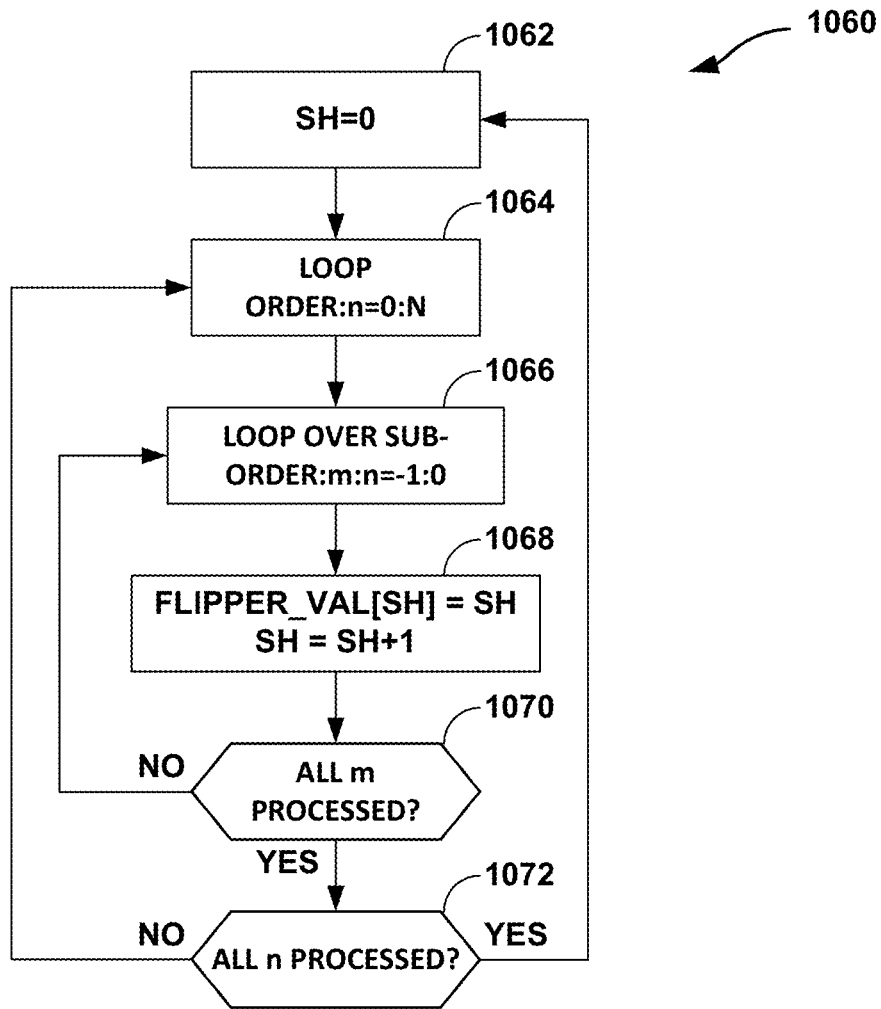 1060
1062
SH=0
1064
LOOP
ORDER:n=0:N
1066
LOOP OVER SUB-
ORDER:m:n=-1:0
1068
FLIPPER_VAL[SH] = SH
SH = SH+1
1070
NO
ALL m
PROCESSED?
YES
1072
NO
ALL n PROCESSED?
YES